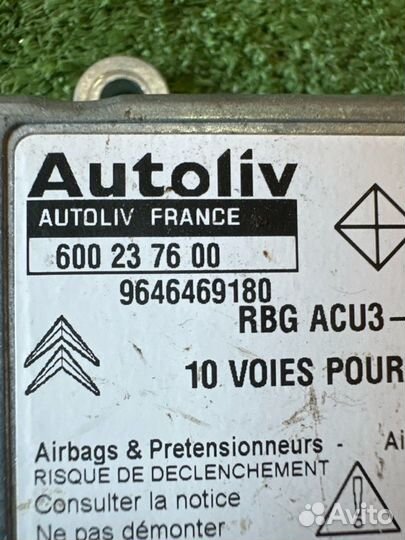 Autoliv
AUTOLIV FRANCE
600 23 76 00
9646469180
RBG ACU3-
10 VOIES POUR
Airbags & Pretensionneurs - Ai
RISQUE DE DECLENCHEMENT
Consulter la notice
Ne pas démonter
Avito